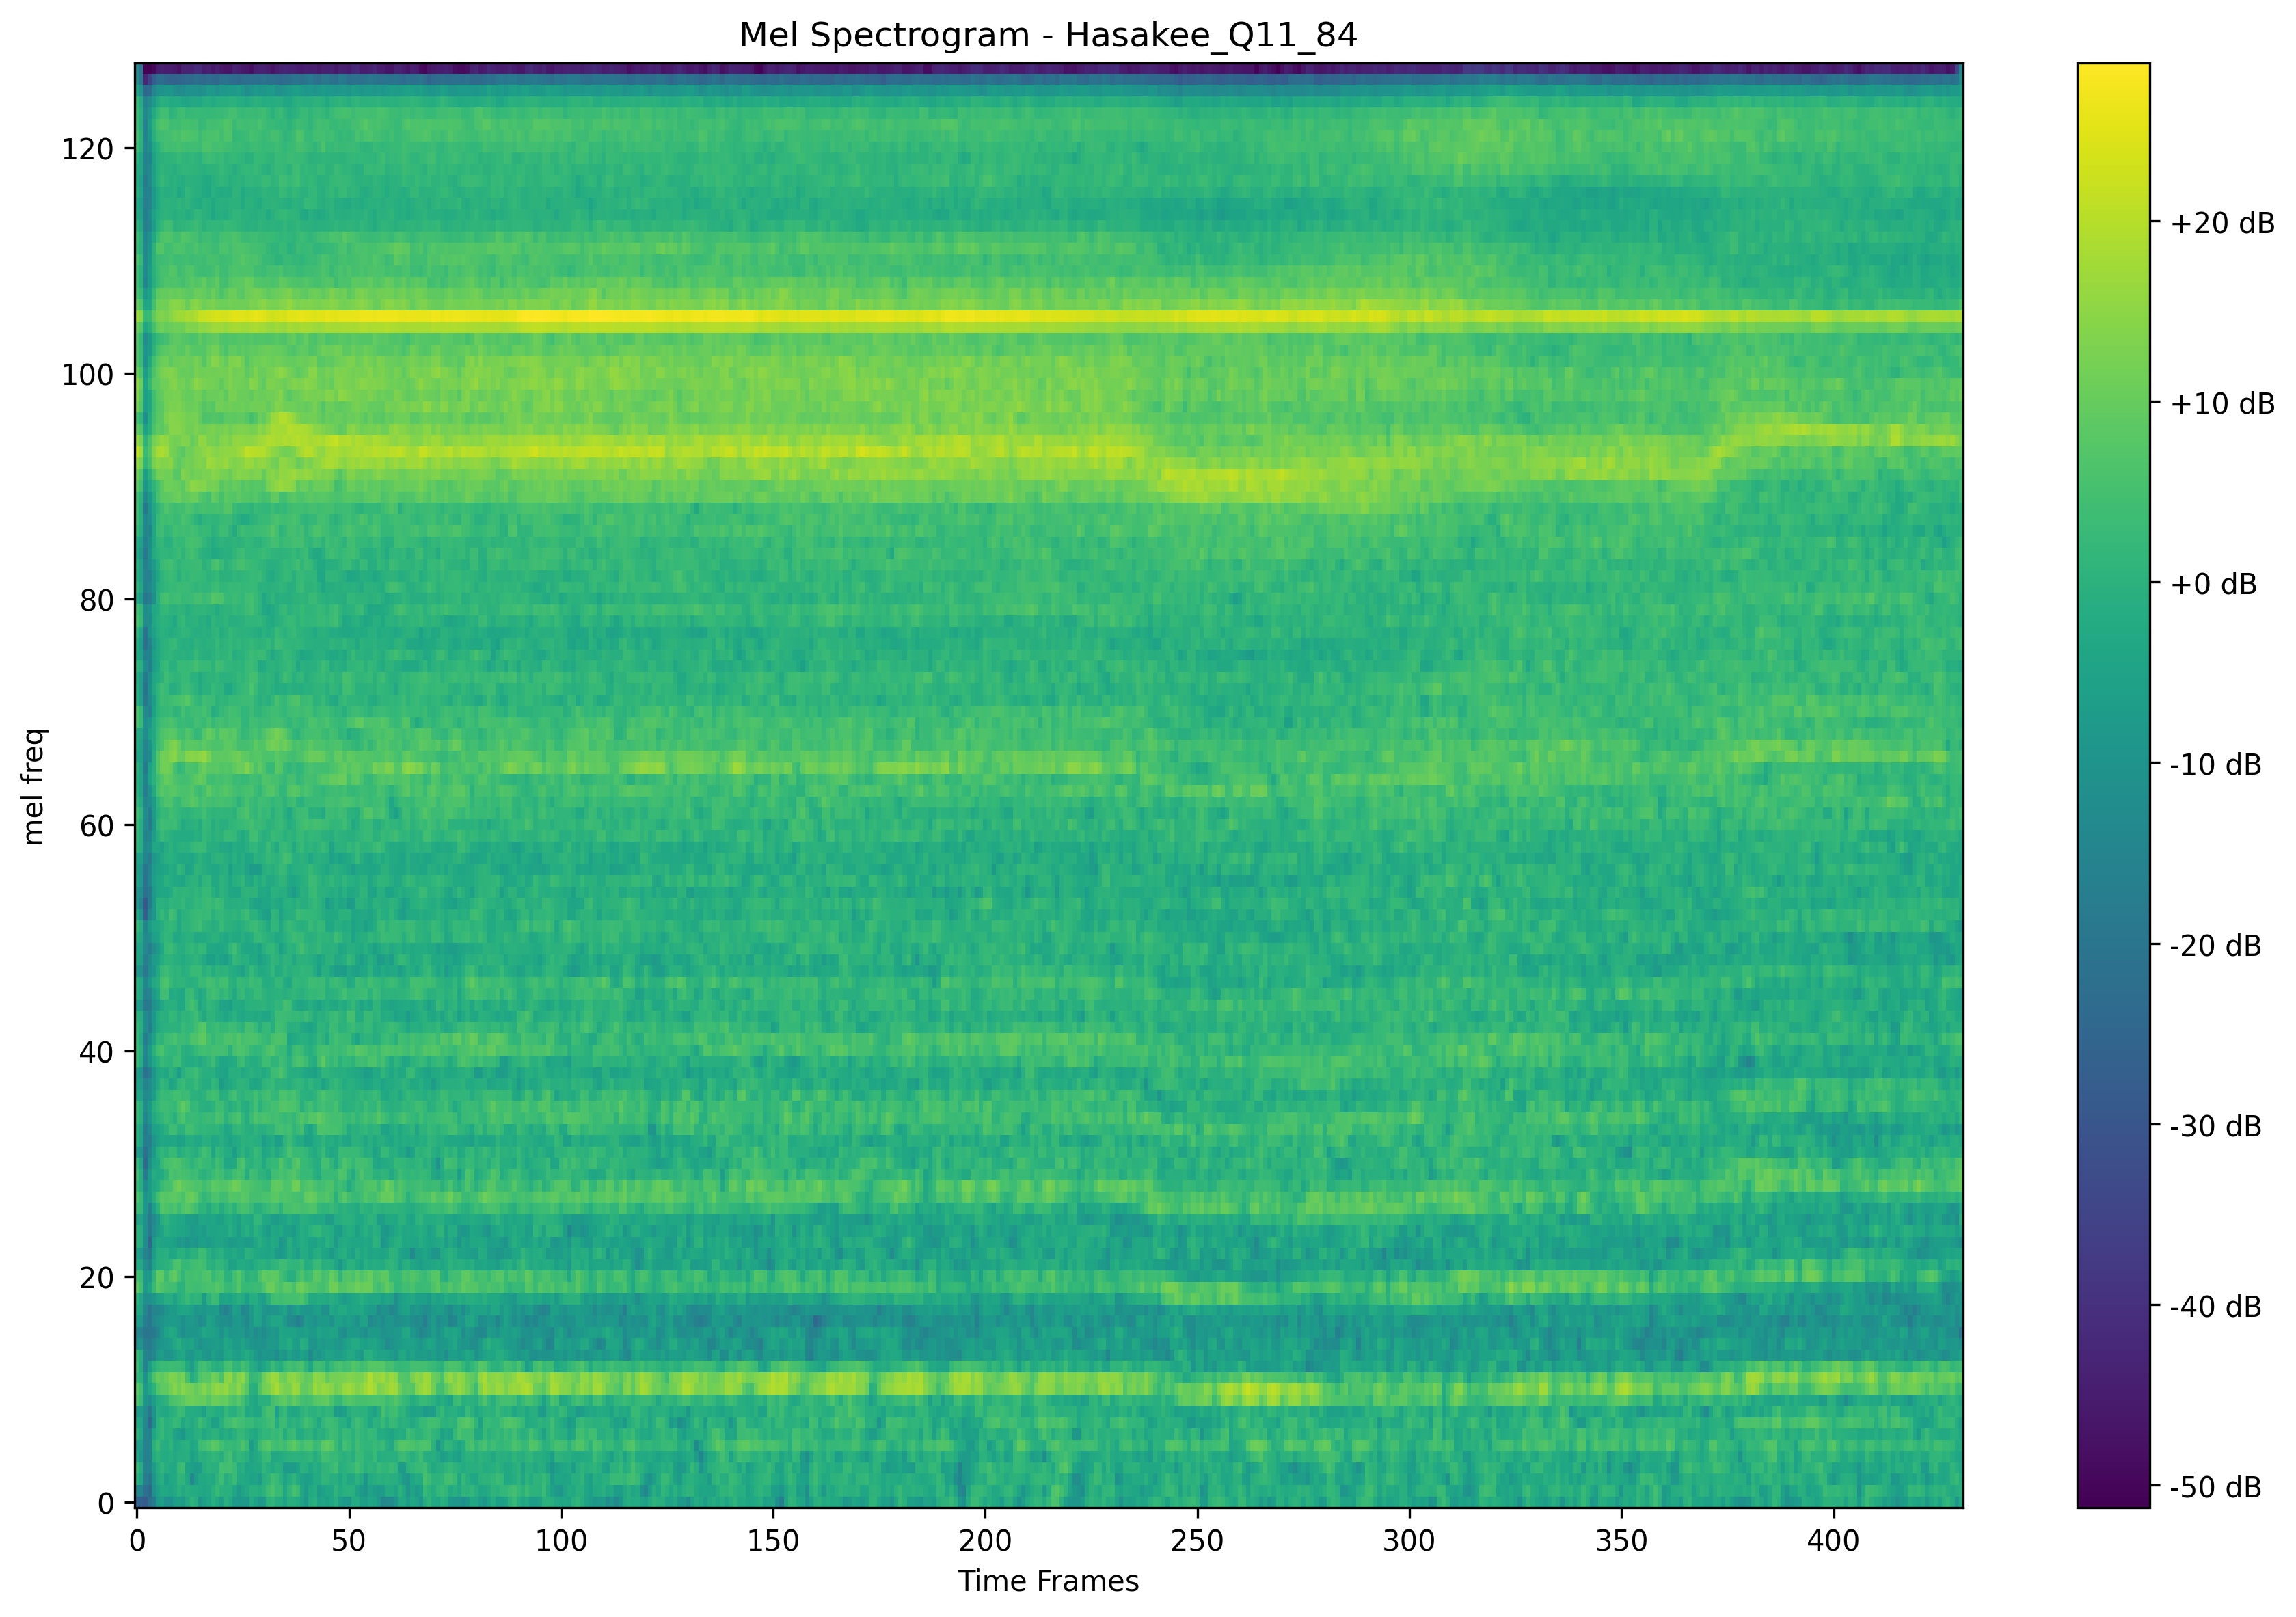 Mel Spectrogram - Hasakee_Q11_84
mel freq
120
100
80
60
40
20
0
0 50 100 150 200 250 300 350 400
Time Frames
+20 dB
+10 dB
+0 dB
-10 dB
-20 dB
-30 dB
-40 dB
-50 dB